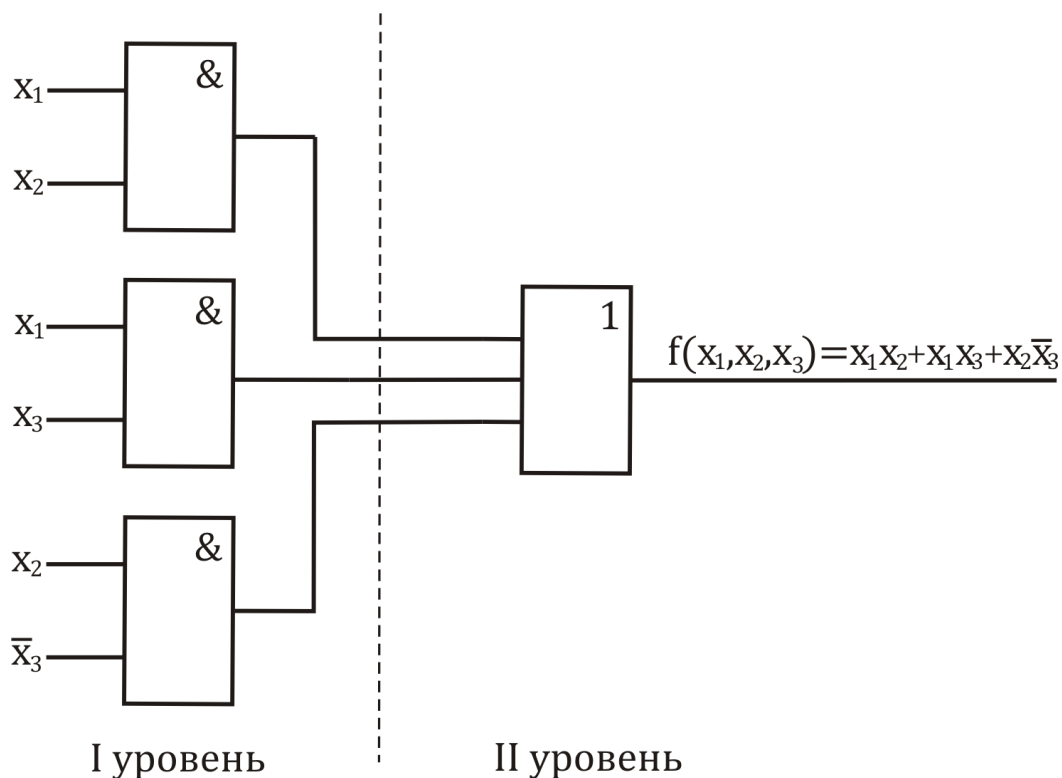 &
x₁
x₂
&
x₁
x₃
1
f(x₁,x₂,x₃)=x₁x₂+x₁x₃+x₂x̅₃
&
x₂
x̅₃
I уровень
II уровень